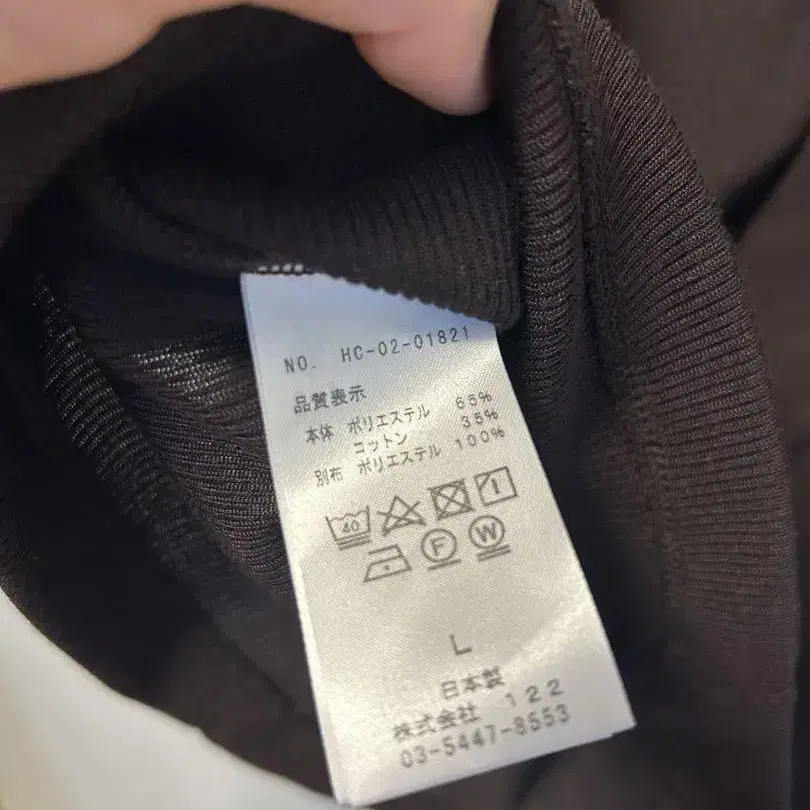 NO. HC-02-01821
品質表示
本体 ポリエステル 65%
コットン 35%
別布 ポリエステル 100%
40
F W
L
日本製
株式会社 122
03-5447-8553